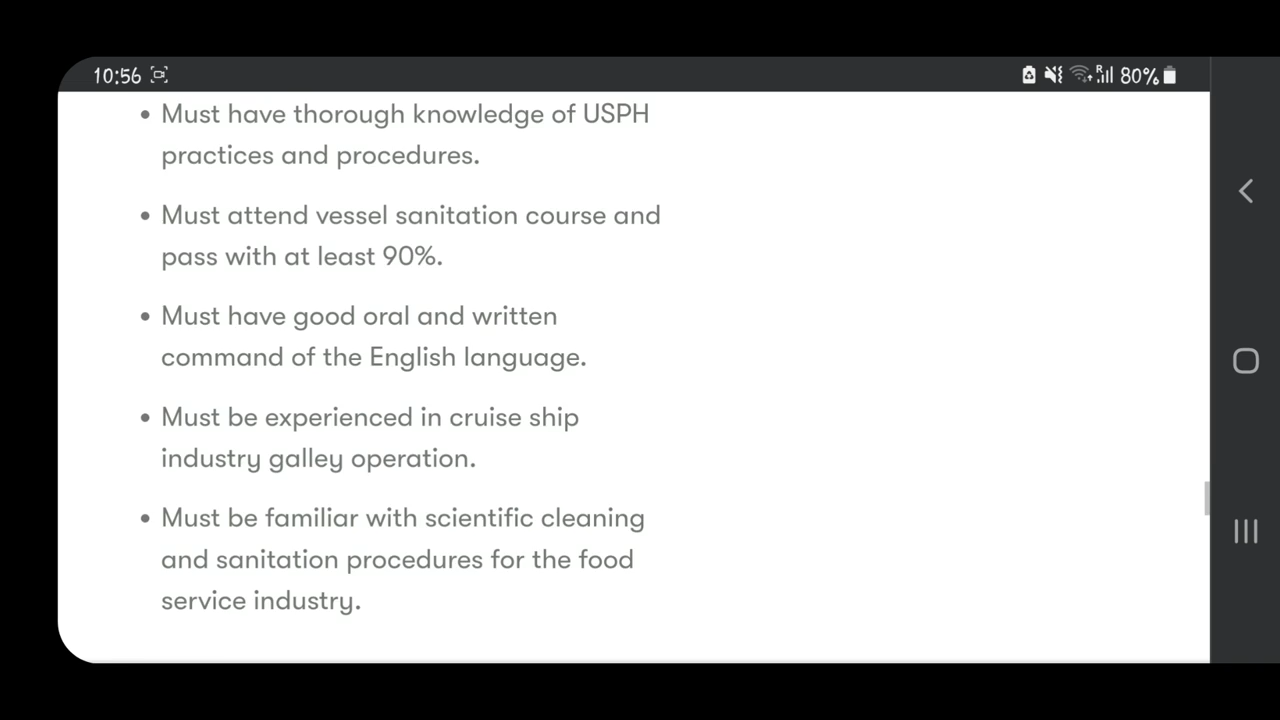 10:56 80%
• Must have thorough knowledge of USPH
practices and procedures.
• Must attend vessel sanitation course and
pass with at least 90%.
• Must have good oral and written
command of the English language.
• Must be experienced in cruise ship
industry galley operation.
• Must be familiar with scientific cleaning
and sanitation procedures for the food
service industry.